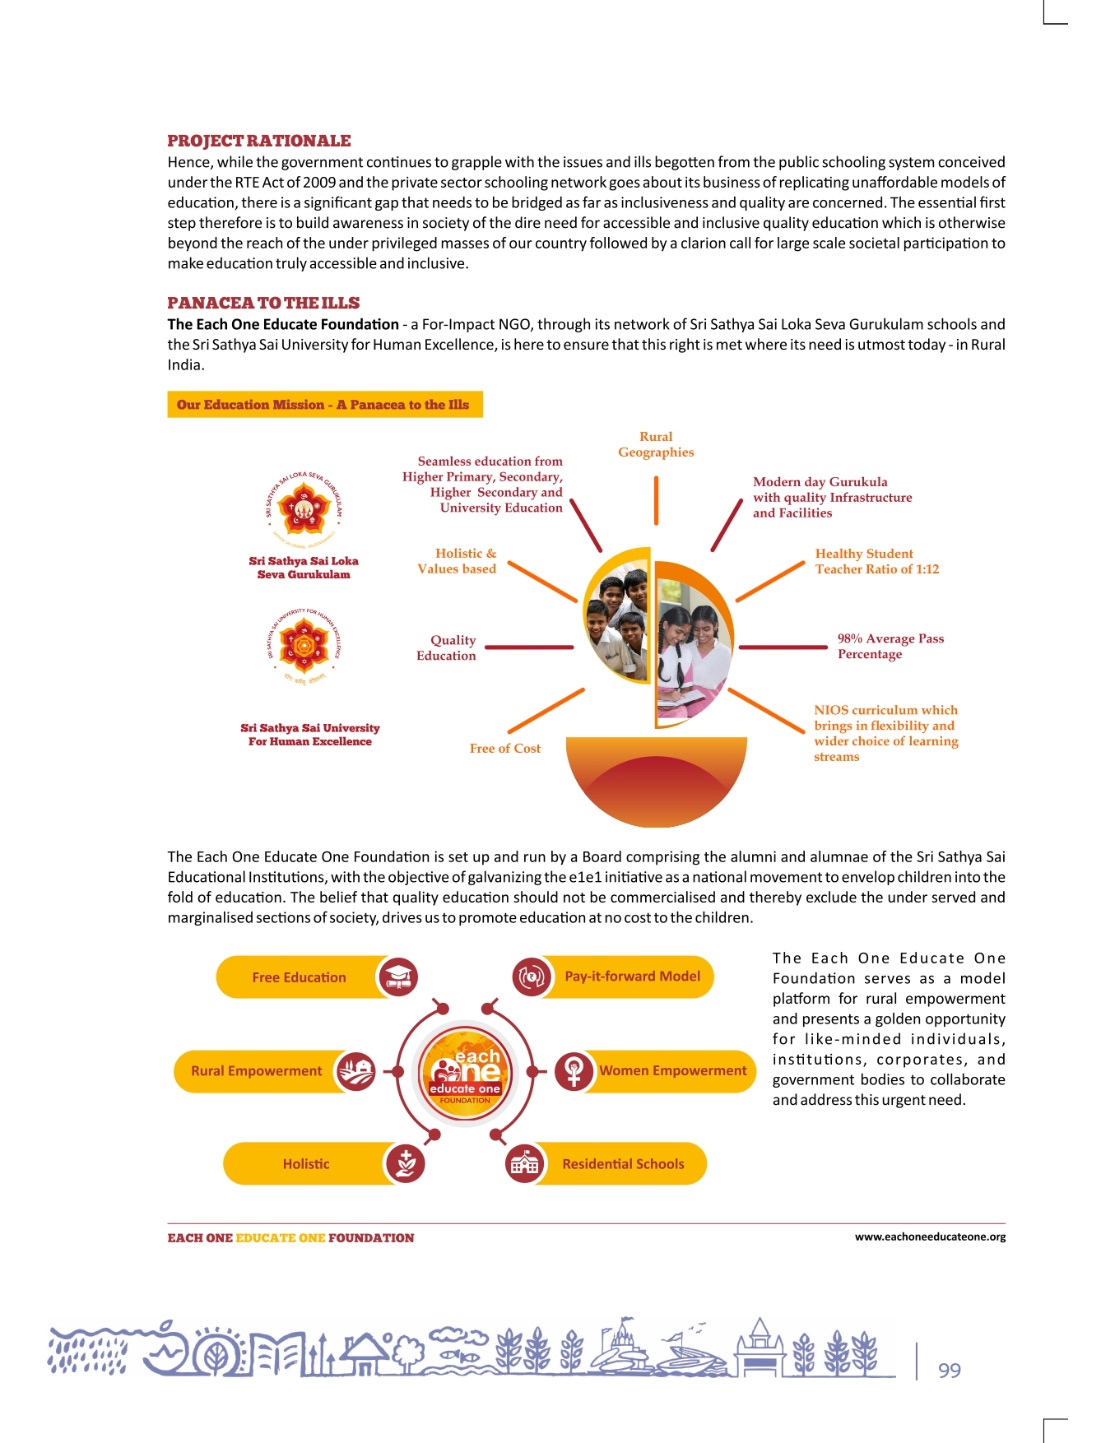 PROJECT RATIONALE
Hence, while the government continues to grapple with the issues and ills begotten from the public schooling system conceived
under the RTE Act of 2009 and the private sector schooling network goes about its business of replicating unaffordable models of
education, there is a significant gap that needs to be bridged as far as inclusiveness and quality are concerned. The essential first
step therefore is to build awareness in society of the dire need for accessible and inclusive quality education which is otherwise
beyond the reach of the under privileged masses of our country followed by a clarion call for large scale societal participation to
make education truly accessible and inclusive.
PANACEA TO THE ILLS
The Each One Educate Foundation - a For-Impact NGO, through its network of Sri Sathya Sai Loka Seva Gurukulam schools and
the Sri Sathya Sai University for Human Excellence, is here to ensure that this right is met where its need is utmost today - in Rural
India.
Our Education Mission - A Panacea to the Ills
SRI SATHYA SAI LOKA SEVA GURUKULAM
Sri Sathya Sai Loka
Seva Gurukulam
SRI SATHYA SAI UNIVERSITY FOR HUMAN EXCELLENCE
Sri Sathya Sai University
For Human Excellence
Rural
Geographies
Seamless education from
Higher Primary, Secondary,
Higher Secondary and
University Education
Holistic &
Values based
Quality
Education
Free of Cost
Modern day Gurukula
with quality Infrastructure
and Facilities
Healthy Student
Teacher Ratio of 1:12
98% Average Pass
Percentage
NIOS curriculum which
brings in flexibility and
wider choice of learning
streams
The Each One Educate One Foundation is set up and run by a Board comprising the alumni and alumnae of the Sri Sathya Sai
Educational Institutions, with the objective of galvanizing the e1e1 initiative as a national movement to envelop children into the
fold of education. The belief that quality education should not be commercialised and thereby exclude the under served and
marginalised sections of society, drives us to promote education at no cost to the children.
Free Education
Pay-it-forward Model
Rural Empowerment
each
One
educate one
FOUNDATION
Women Empowerment
Holistic
Residential Schools
The Each One Educate One
Foundation serves as a model
platform for rural empowerment
and presents a golden opportunity
for like-minded individuals,
institutions, corporates, and
government bodies to collaborate
and address this urgent need.
EACH ONE EDUCATE ONE FOUNDATION
www.eachoneeducateone.org
99